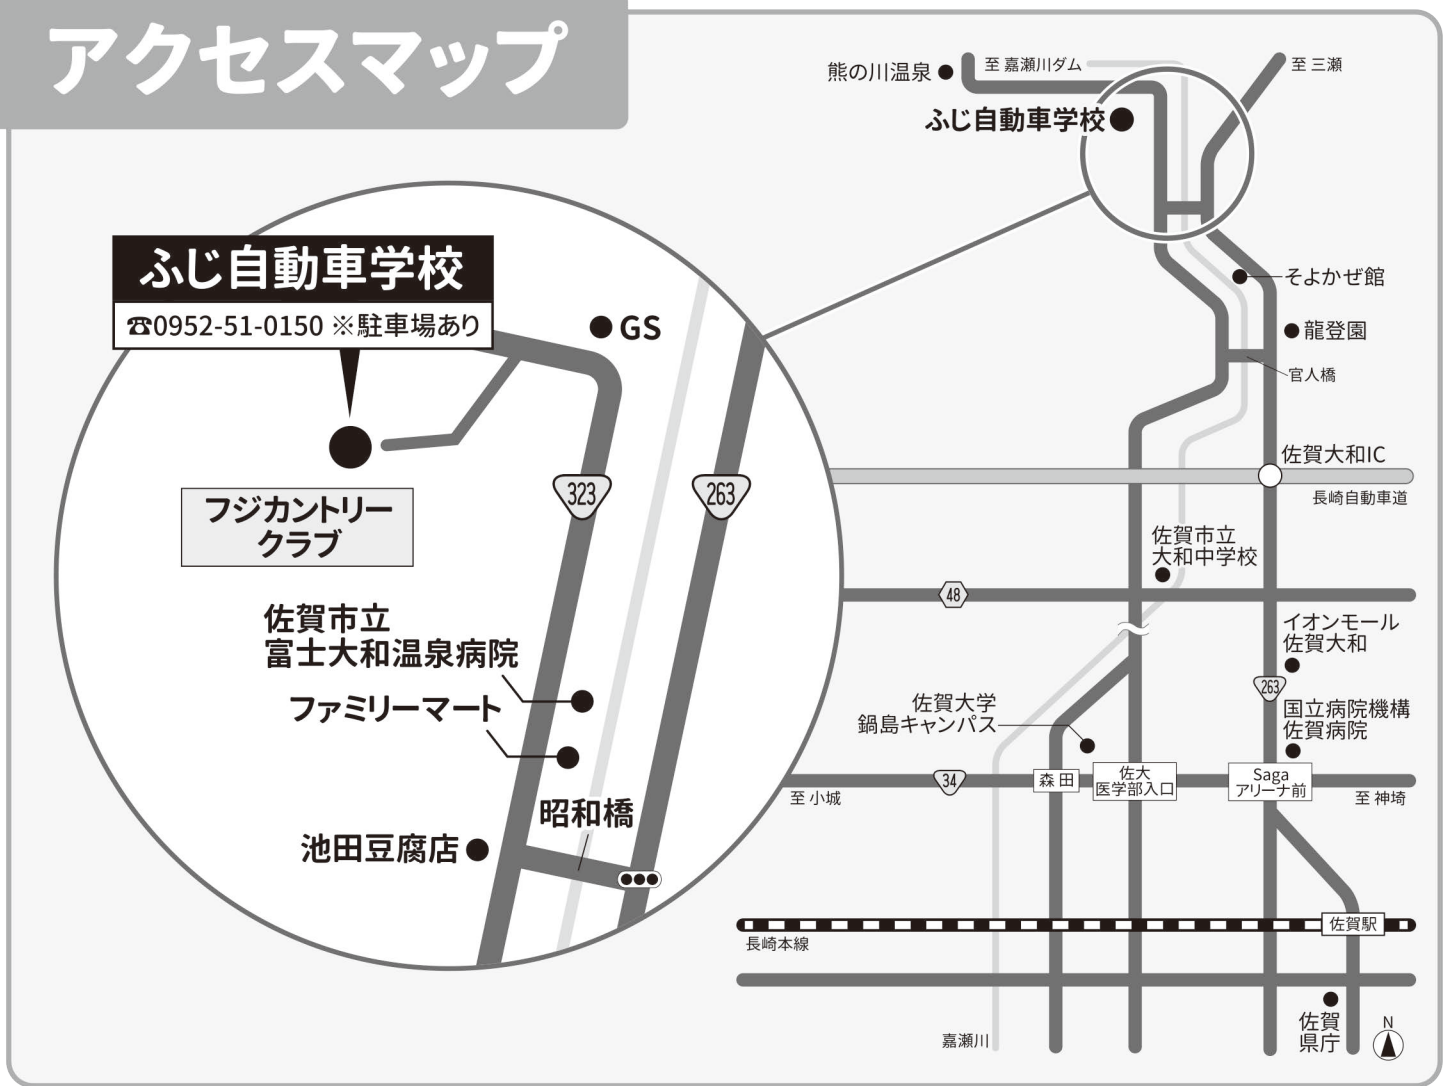 アクセスマップ
熊の川温泉
至 嘉瀬川ダム
至 三瀬
ふじ自動車学校
ふじ自動車学校
☎0952-51-0150 ※駐車場あり
GS
そよかぜ館
龍登園
官人橋
佐賀大和IC
長崎自動車道
323
263
フジカントリー
クラブ
佐賀市立
大和中学校
48
佐賀市立
富士大和温泉病院
ファミリーマート
イオンモール
佐賀大和
263
佐賀大学
鍋島キャンパス
国立病院機構
佐賀病院
34
森田
佐大
医学部入口
Saga
アリーナ前
至 小城
至 神埼
昭和橋
池田豆腐店
佐賀駅
長崎本線
佐賀
県庁
嘉瀬川
N